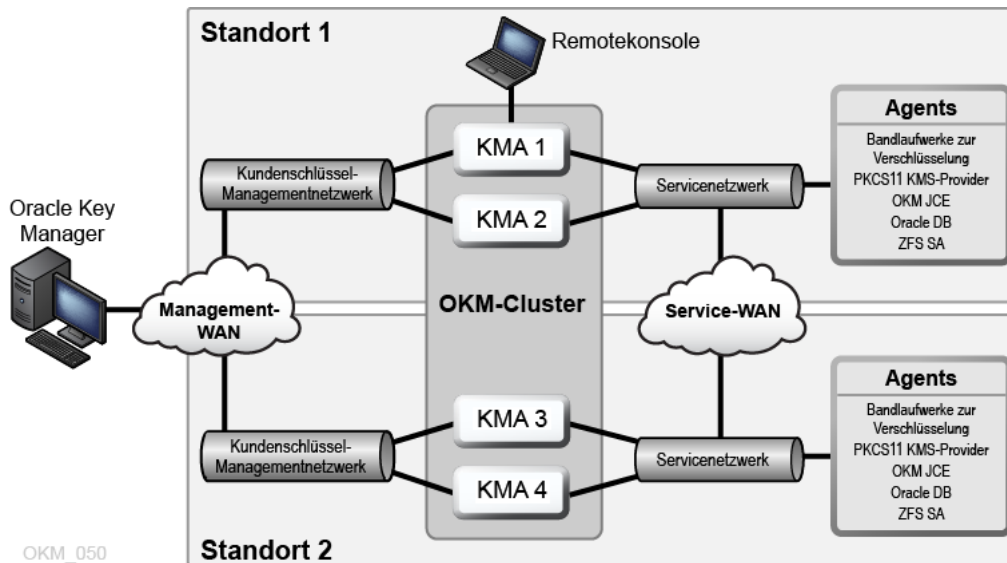 Standort 1
Remotekonsole
KMA 1
KMA 2
Kundenschlüssel-
Managementnetzwerk
Servicenetzwerk
Agents
Bandlaufwerke zur
Verschlüsselung
PKCS11 KMS-Provider
OKM JCE
Oracle DB
ZFS SA
Oracle Key
Manager
Management-
WAN
OKM-Cluster
Service-WAN
KMA 3
KMA 4
Kundenschlüssel-
Managementnetzwerk
Servicenetzwerk
Agents
Bandlaufwerke zur
Verschlüsselung
PKCS11 KMS-Provider
OKM JCE
Oracle DB
ZFS SA
OKM_050
Standort 2